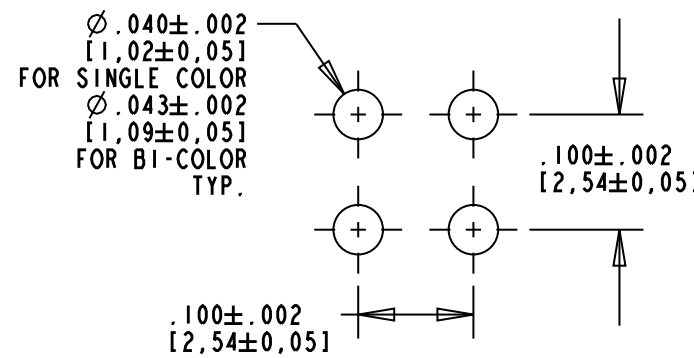 Ø.040±.002
[1,02±0,05]
FOR SINGLE COLOR
Ø.043±.002
[1,09±0,05]
FOR BI-COLOR
TYP.
.100±.002
[2,54±0,05]
.100±.002
[2,54±0,05]